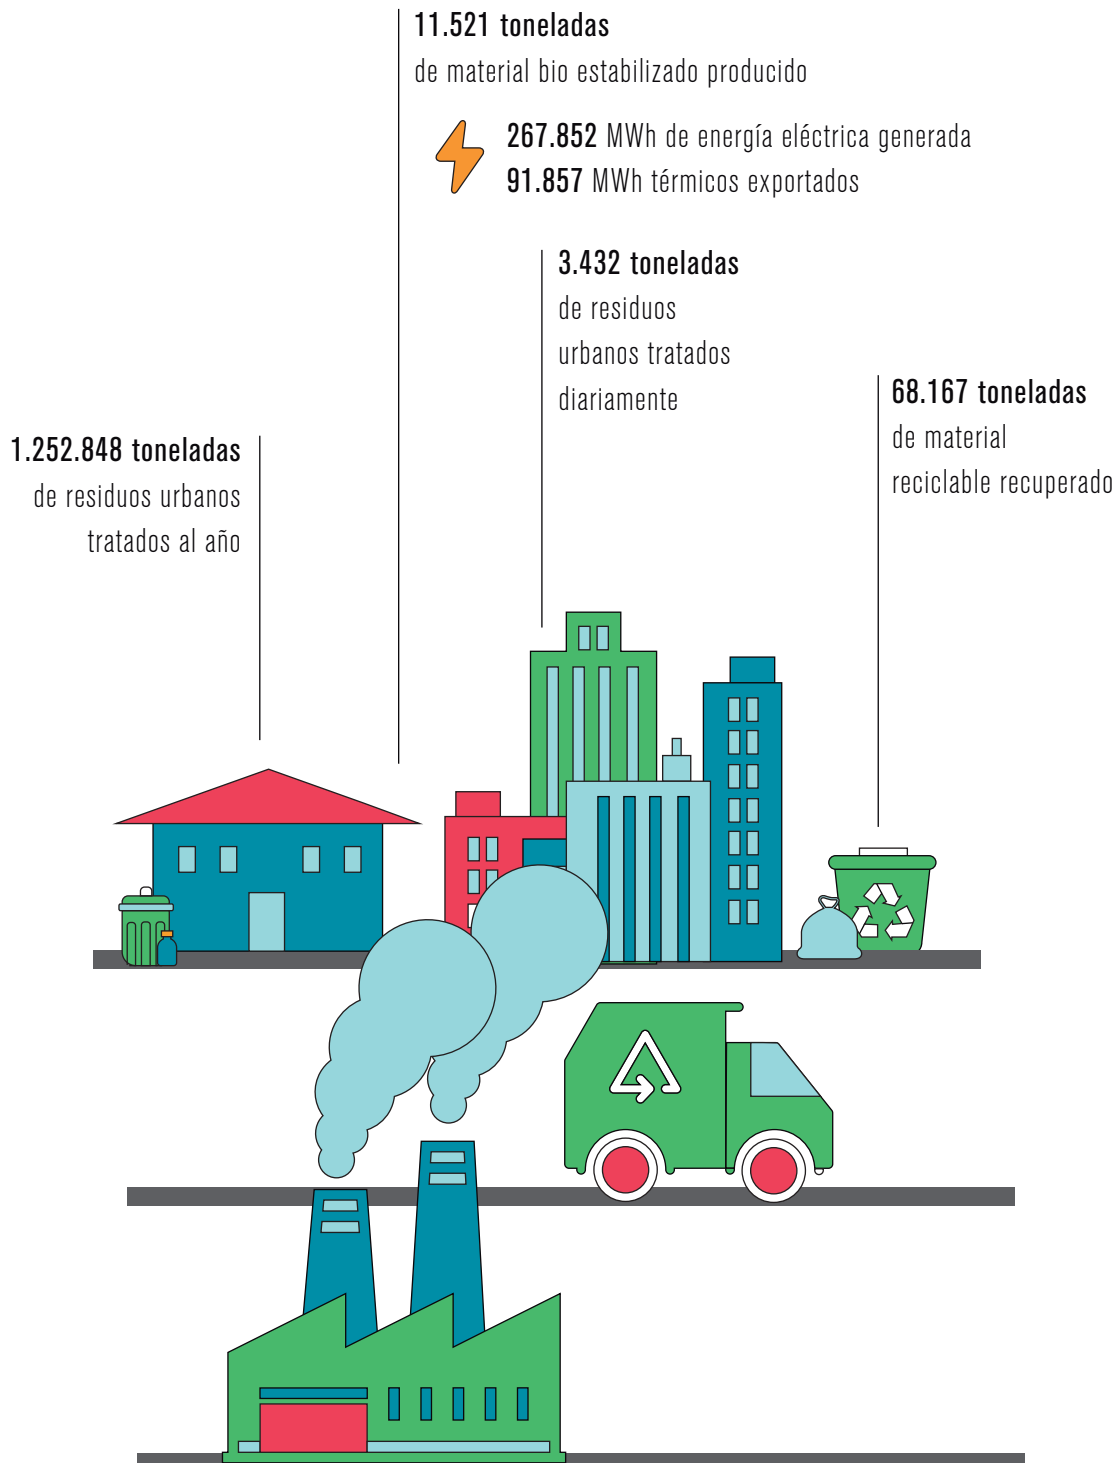 11.521 toneladas
de material bio estabilizado producido
267.852 MWh de energía eléctrica generada
91.857 MWh térmicos exportados
3.432 toneladas
de residuos
urbanos tratados
diariamente
68.167 toneladas
de material
reciclable recuperado
1.252.848 toneladas
de residuos urbanos
tratados al año